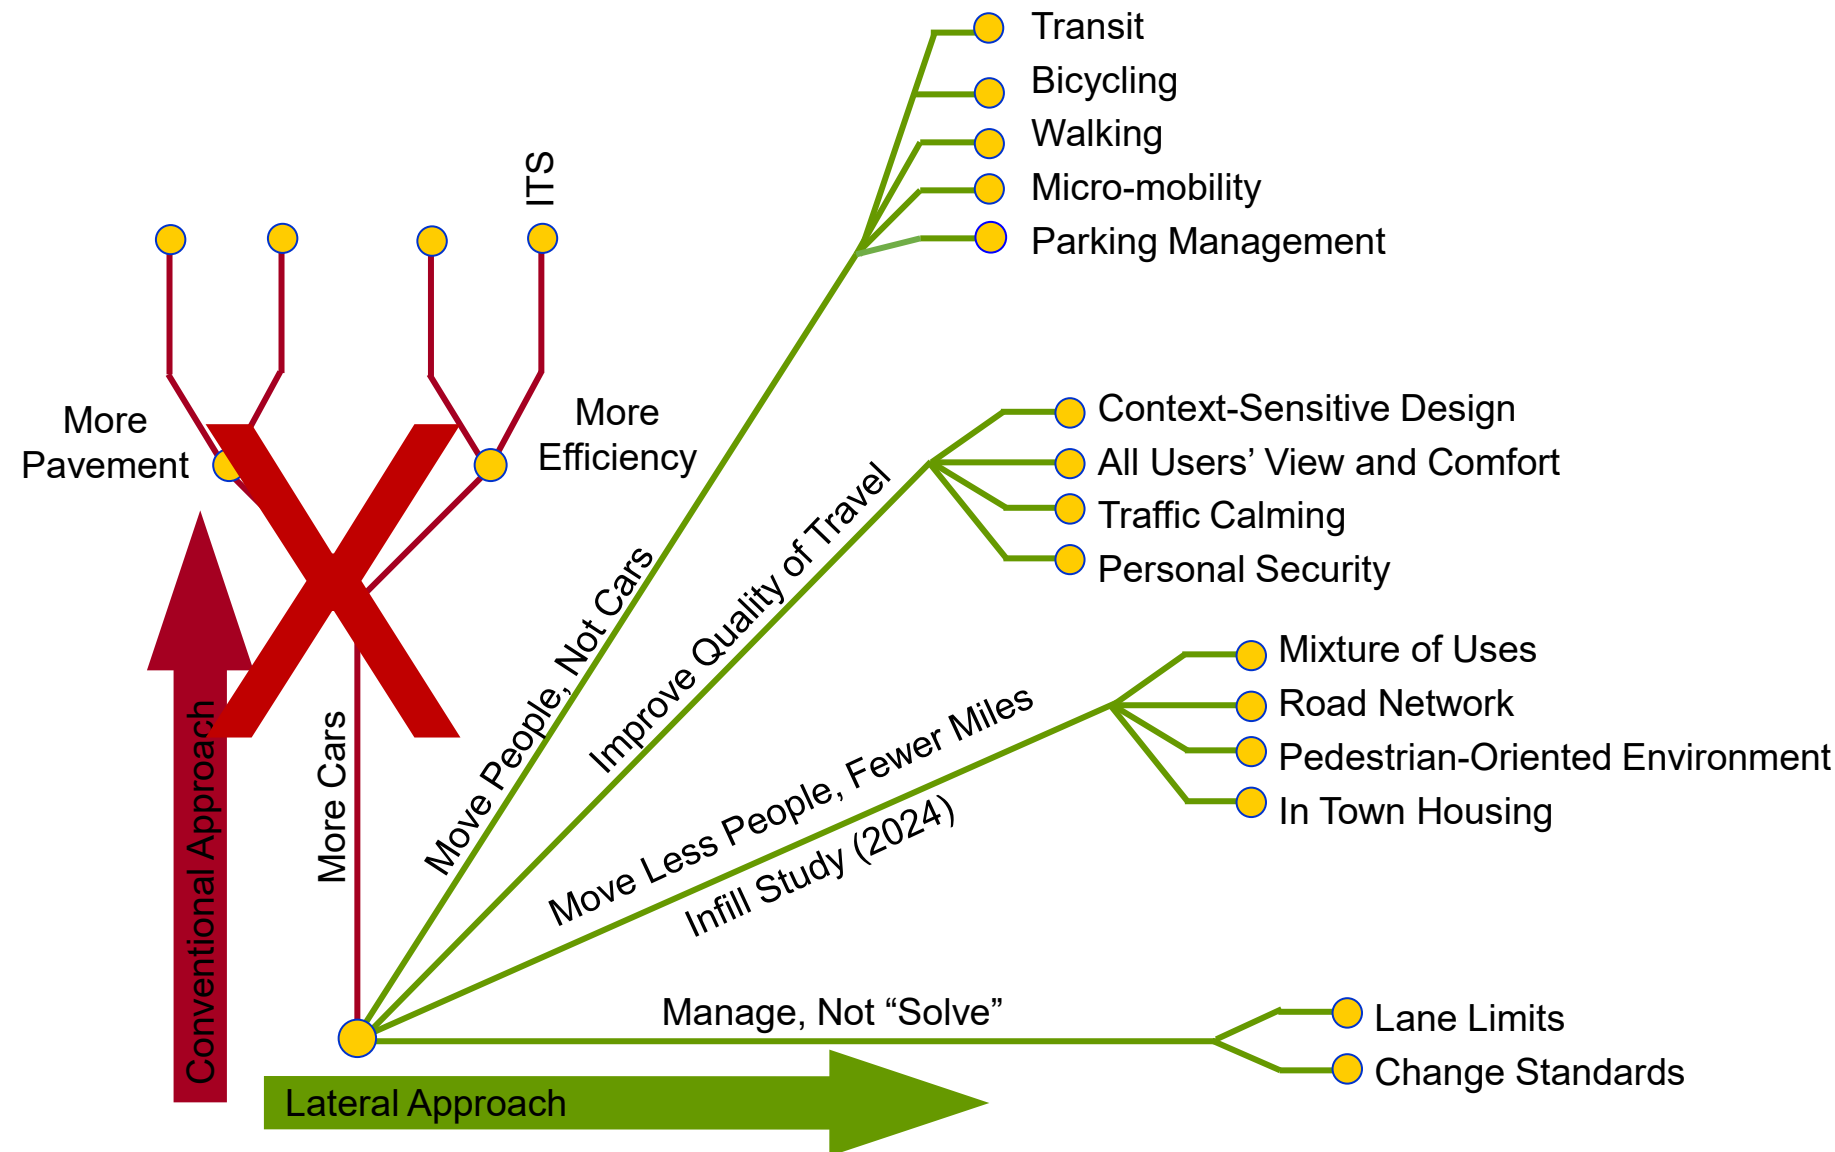 Transit
Bicycling
Walking
Micro-mobility
Parking Management
ITS
More
Pavement
More
Efficiency
Context-Sensitive Design
All Users’ View and Comfort
Traffic Calming
Personal Security
Mixture of Uses
Road Network
Pedestrian-Oriented Environment
In Town Housing
Conventional Approach
More Cars
Move People, Not Cars
Improve Quality of Travel
Move Less People, Fewer Miles
Infill Study (2024)
Manage, Not “Solve”
Lane Limits
Change Standards
Lateral Approach